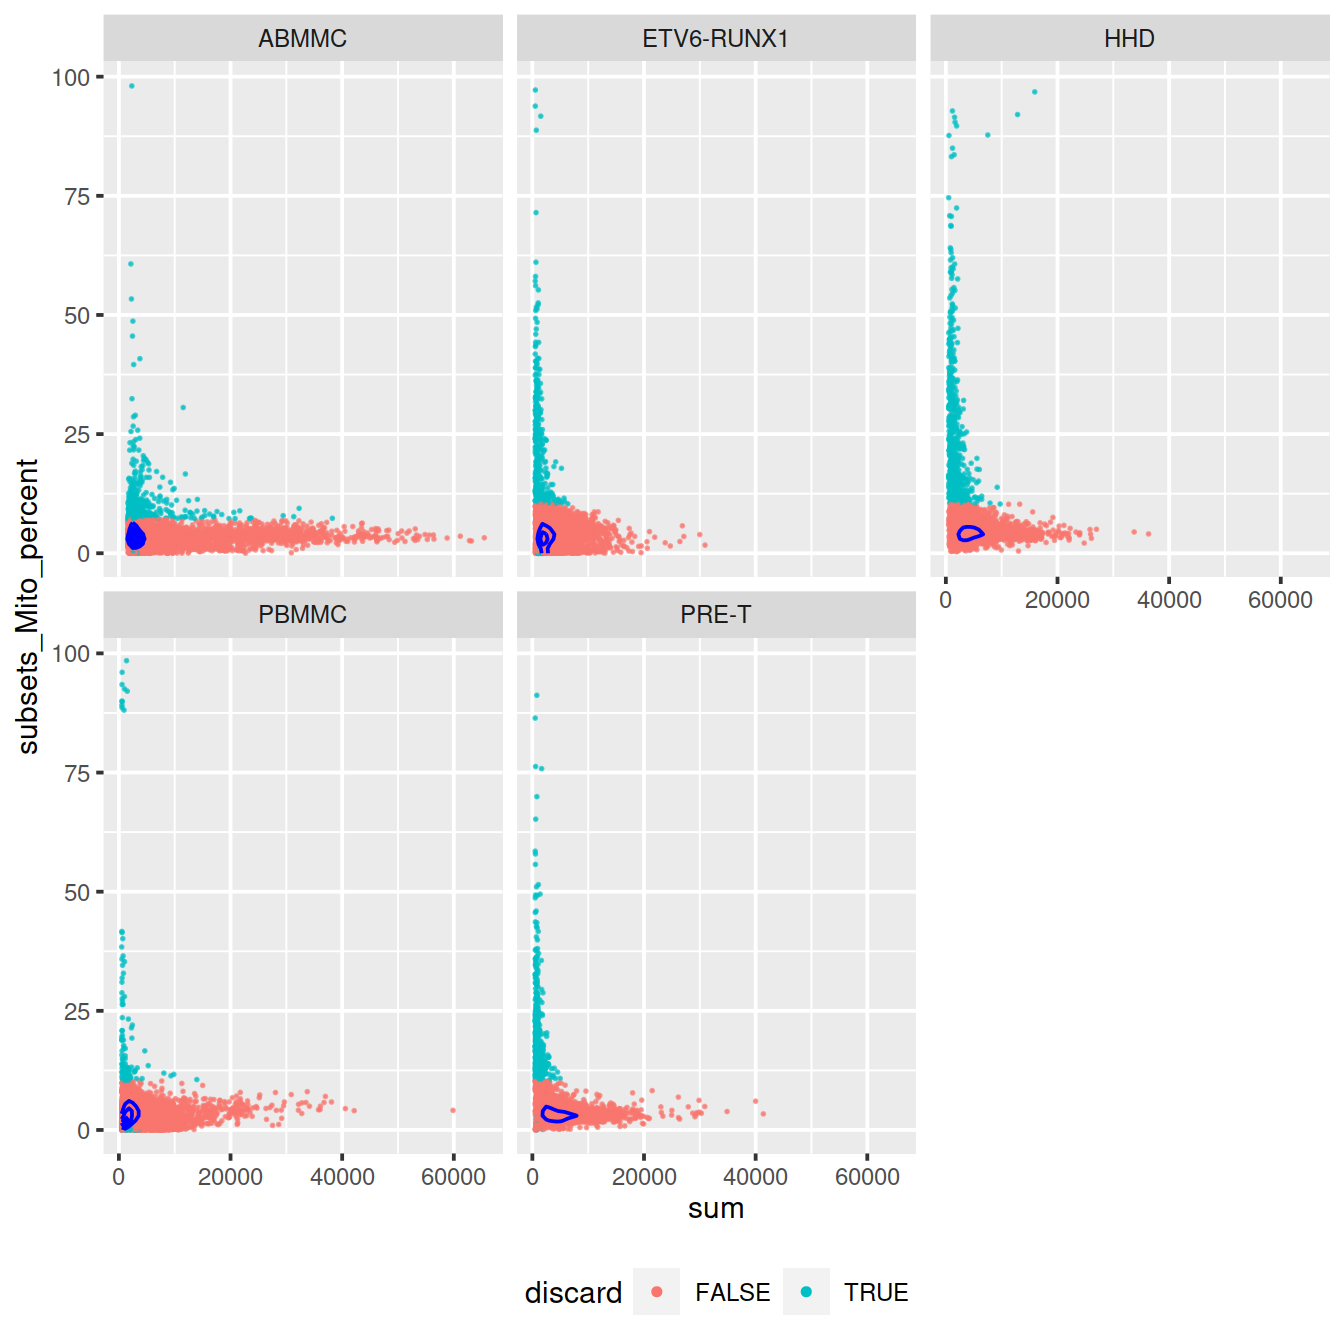 ABMMC ETV6-RUNX1 HHD
100
75
50
25
0
0 20000 40000 60000
subsets_Mito_percent
PBMMC PRE-T
100
75
50
25
0
0 20000 40000 60000 0 20000 40000 60000
sum
discard FALSE TRUE